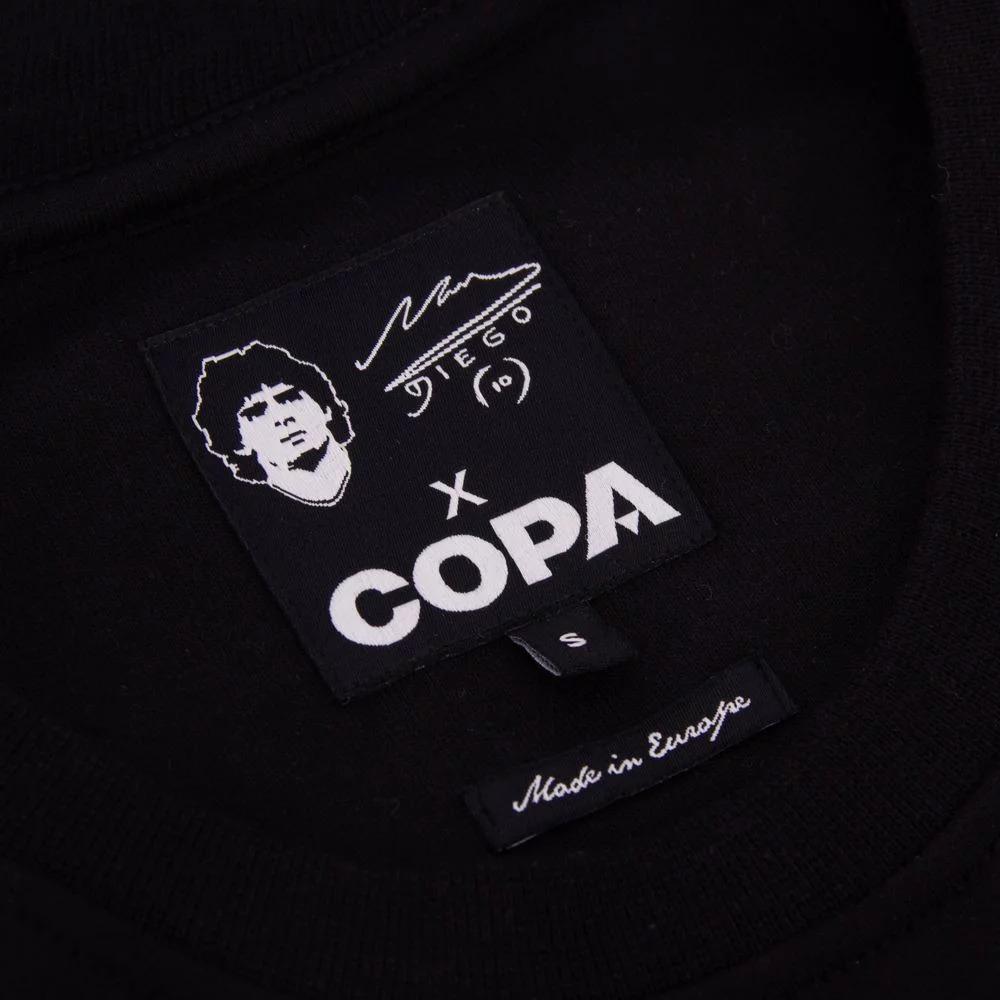 DIEGO
(10)
X
COPA
S
Made in Europe